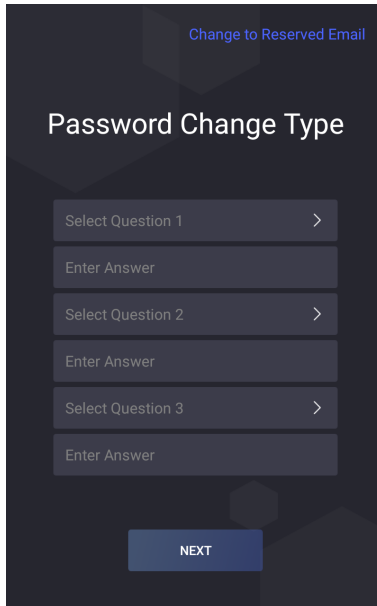 Change to Reserved Email
Password Change Type
Select Question 1
Enter Answer
Select Question 2
Enter Answer
Select Question 3
Enter Answer
NEXT